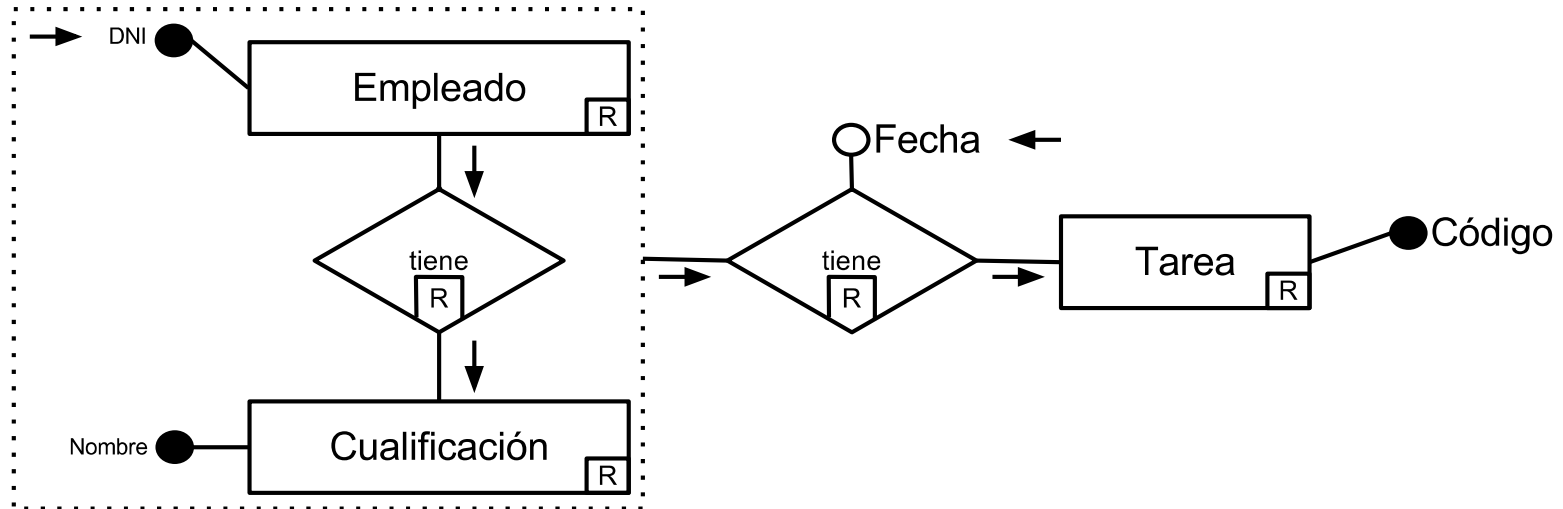 DNI
Empleado
R
tiene
R
Nombre
Cualificación
R
Fecha
tiene
R
Tarea
R
Código